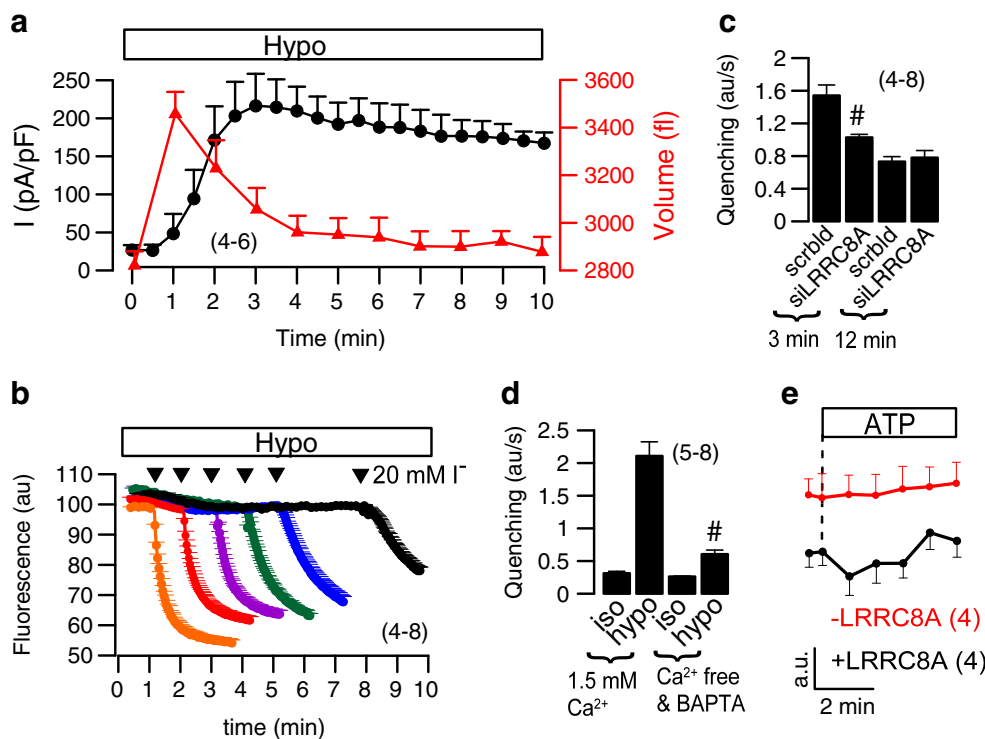 a
Hypo
I (pA/pF)
250
200
150
100
50
0
3600
3400
3200
3000
2800
Volume (fl)
(4-6)
0 1 2 3 4 5 6 7 8 9 10
Time (min)
b
Hypo
20 mM I⁻
Fluorescence (au)
110
100
90
80
70
60
50
(4-8)
0 1 2 3 4 5 6 7 8 9 10
time (min)
c
Quenching (au/s)
2
1.6
1.2
0.8
0.4
0
(4-8)
#
scrbld
siLRRC8A
scrbld
siLRRC8A
3 min 12 min
d
Quenching (au/s)
2.5
2
1.5
1
0.5
0
(5-8)
#
iso
hypo
iso
hypo
1.5 mM
Ca²⁺
Ca²⁺ free
& BAPTA
e
ATP
-LRRC8A (4)
+LRRC8A (4)
a.u.
2 min